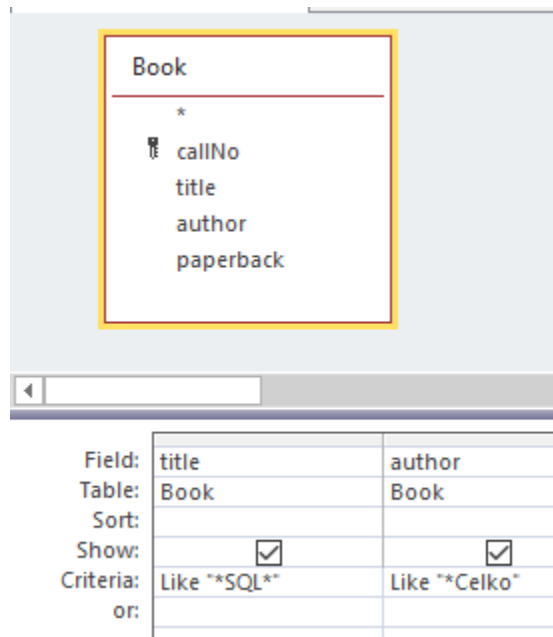 Book
*
callNo
title
author
paperback
Field: title author
Table: Book Book
Sort:
Show:
Criteria: Like "*SQL*" Like "*Celko"
or: